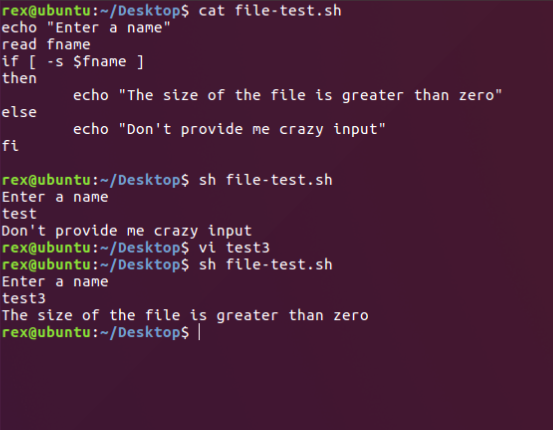 rex@ubuntu:~/Desktop$ cat file-test.sh
echo "Enter a name"
read fname
if [ -s $fname ]
then
        echo "The size of the file is greater than zero"
else
        echo "Don't provide me crazy input"
fi

rex@ubuntu:~/Desktop$ sh file-test.sh
Enter a name
test
Don't provide me crazy input
rex@ubuntu:~/Desktop$ vi test3
rex@ubuntu:~/Desktop$ sh file-test.sh
Enter a name
test3
The size of the file is greater than zero
rex@ubuntu:~/Desktop$